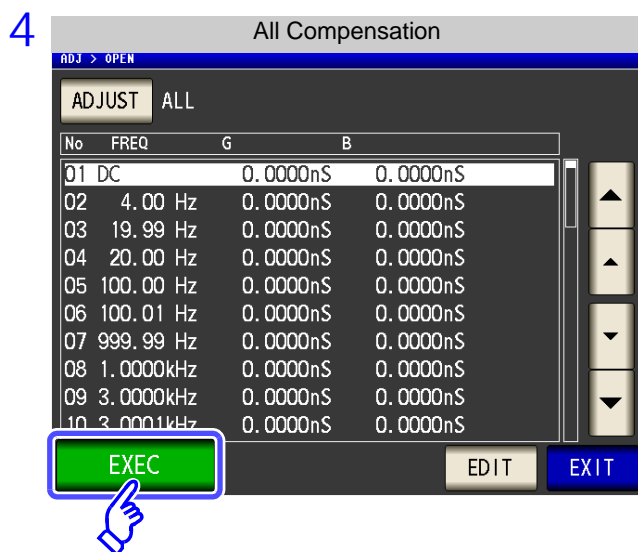 4
All Compensation
ADJ > OPEN
ADJUST ALL
No FREQ G B
01 DC 0.0000nS 0.0000nS
02 4.00 Hz 0.0000nS 0.0000nS
03 19.99 Hz 0.0000nS 0.0000nS
04 20.00 Hz 0.0000nS 0.0000nS
05 100.00 Hz 0.0000nS 0.0000nS
06 100.01 Hz 0.0000nS 0.0000nS
07 999.99 Hz 0.0000nS 0.0000nS
08 1.0000kHz 0.0000nS 0.0000nS
09 3.0000kHz 0.0000nS 0.0000nS
10 3.0001kHz 0.0000nS 0.0000nS
EXEC EDIT EXIT